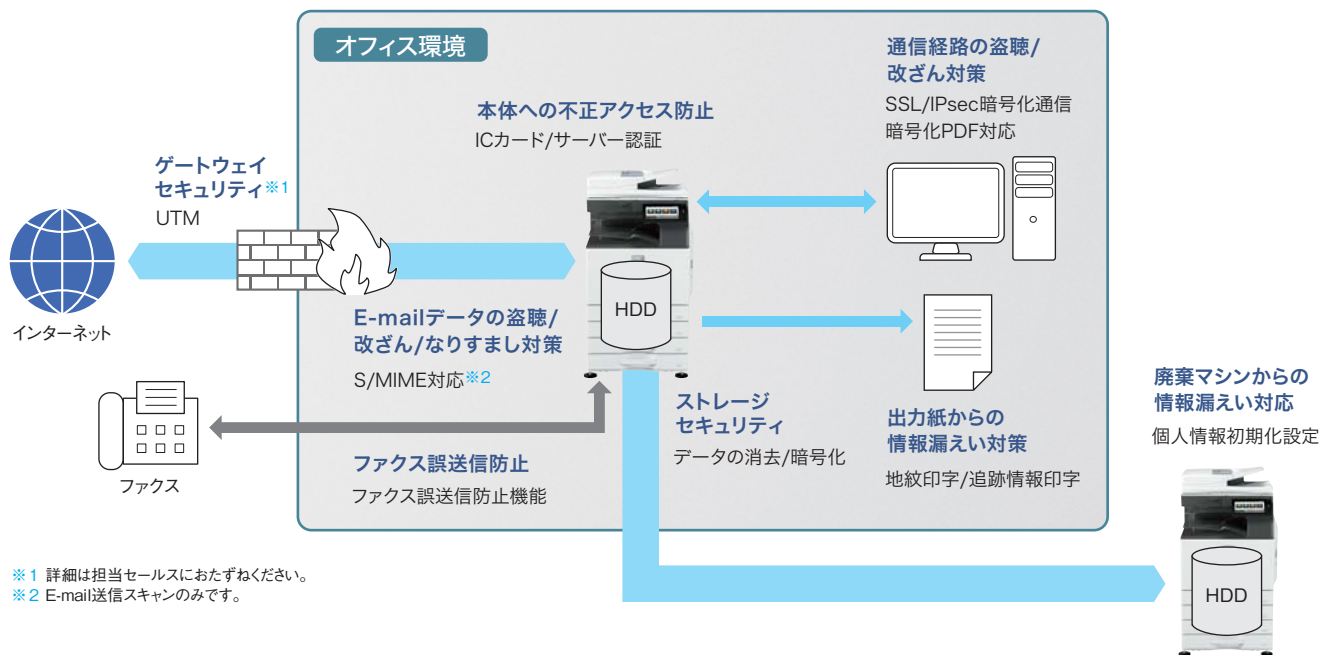 オフィス環境
通信経路の盗聴/
改ざん対策
SSL/IPsec暗号化通信
暗号化PDF対応
本体への不正アクセス防止
ICカード/サーバー認証
ゲートウェイ
セキュリティ※1
UTM
インターネット
HDD
E-mailデータの盗聴/
改ざん/なりすまし対策
S/MIME対応※2
ファクス
ファクス誤送信防止
ファクス誤送信防止機能
ストレージ
セキュリティ
データの消去/暗号化
出力紙からの
情報漏えい対策
地紋印字/追跡情報印字
廃棄マシンからの
情報漏えい対応
個人情報初期化設定
HDD
※1 詳細は担当セールスにおたずねください。
※2 E-mail送信スキャンのみです。